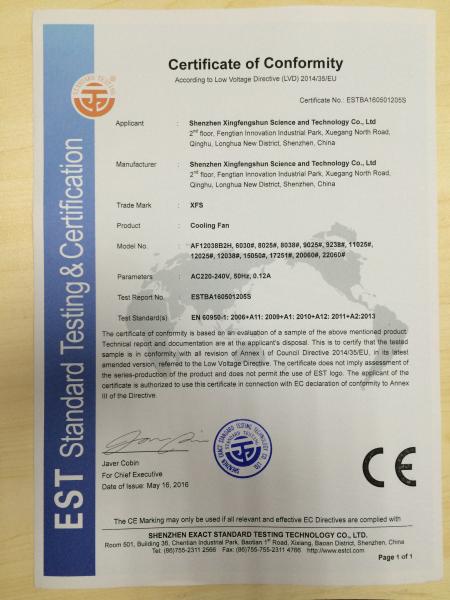 Certificate of Conformity
According to Low Voltage Directive (LVD) 2014/35/EU
Certificate No.: ESTBA160501205S
Applicant : Shenzhen Xingfengshun Science and Technology Co., Ltd
2nd floor, Fengtian Innovation Industrial Park, Xuegang North Road,
Qinghu, Longhua New District, Shenzhen, China
Manufacturer : Shenzhen Xingfengshun Science and Technology Co., Ltd
2nd floor, Fengtian Innovation Industrial Park, Xuegang North Road,
Qinghu, Longhua New District, Shenzhen, China
Trade Mark : XFS
Product : Cooling Fan
Model No. : AF12038B2H, 6030#, 8025#, 8038#, 9025#, 9238#, 11025#,
12025#, 12038#, 15050#, 17251#, 20060#, 22060#
Parameters : AC220-240V, 50Hz, 0.12A
Test Report No. : ESTBA160501205S
Test Standard(s) : EN 60950-1: 2006+A11: 2009+A1: 2010+A12: 2011+A2:2013
The certificate of conformity is based on an evaluation of a sample of the above mentioned product.
Technical report and documentation are at the applicant's disposal. This is to certify that the tested
sample is in conformity with all revision of Annex I of Council Directive 2014/35/EU, in its latest
amended version, referred to the Low Voltage Directive. The certificate does not imply assessment of
the series-production of the product and does not permit the use of EST logo. The applicant of the
certificate is authorized to use this certificate in connection with EC declaration of conformity to Annex
III of the Directive.
EST Standard Testing & Certification
STANDARD TESTING
SHENZHEN EXACT STANDARD TESTING TECHNOLOGY CO., LTD.
CE
Javer Cobin
For Chief Executive
Date of Issue: May 16, 2016
The CE Marking may only be used if all relevant and effective EC Directives are complied with
SHENZHEN EXACT STANDARD TESTING TECHNOLOGY CO., LTD.
Room 501, Building 36, Chentian Industrial Park, Baotian 1st Road, Xixiang, Baoan District, Shenzhen, China
Tel: (86)755-2311 2566 Fax: (86)755-755-2311 4766 http://www.estcl.com
Page 1 of 1